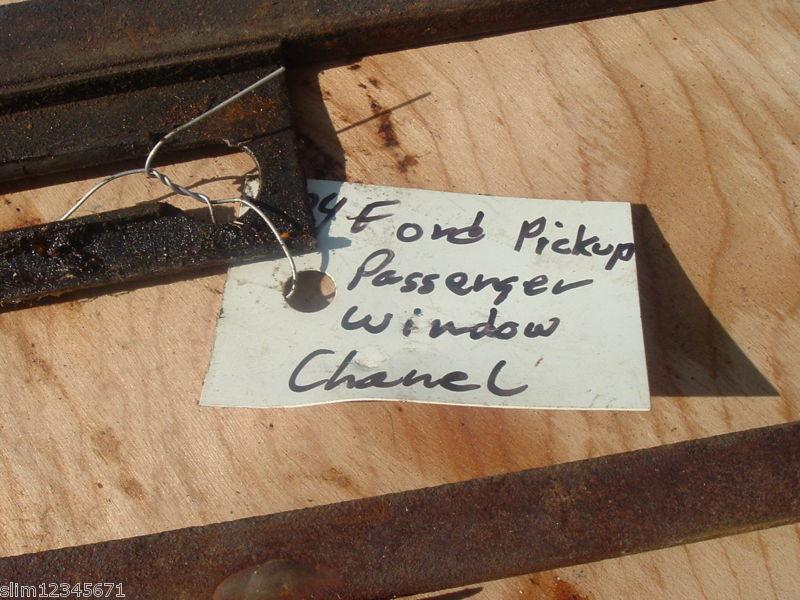 Ford Pickup
Passenger
Window
Chanel
slim12345671